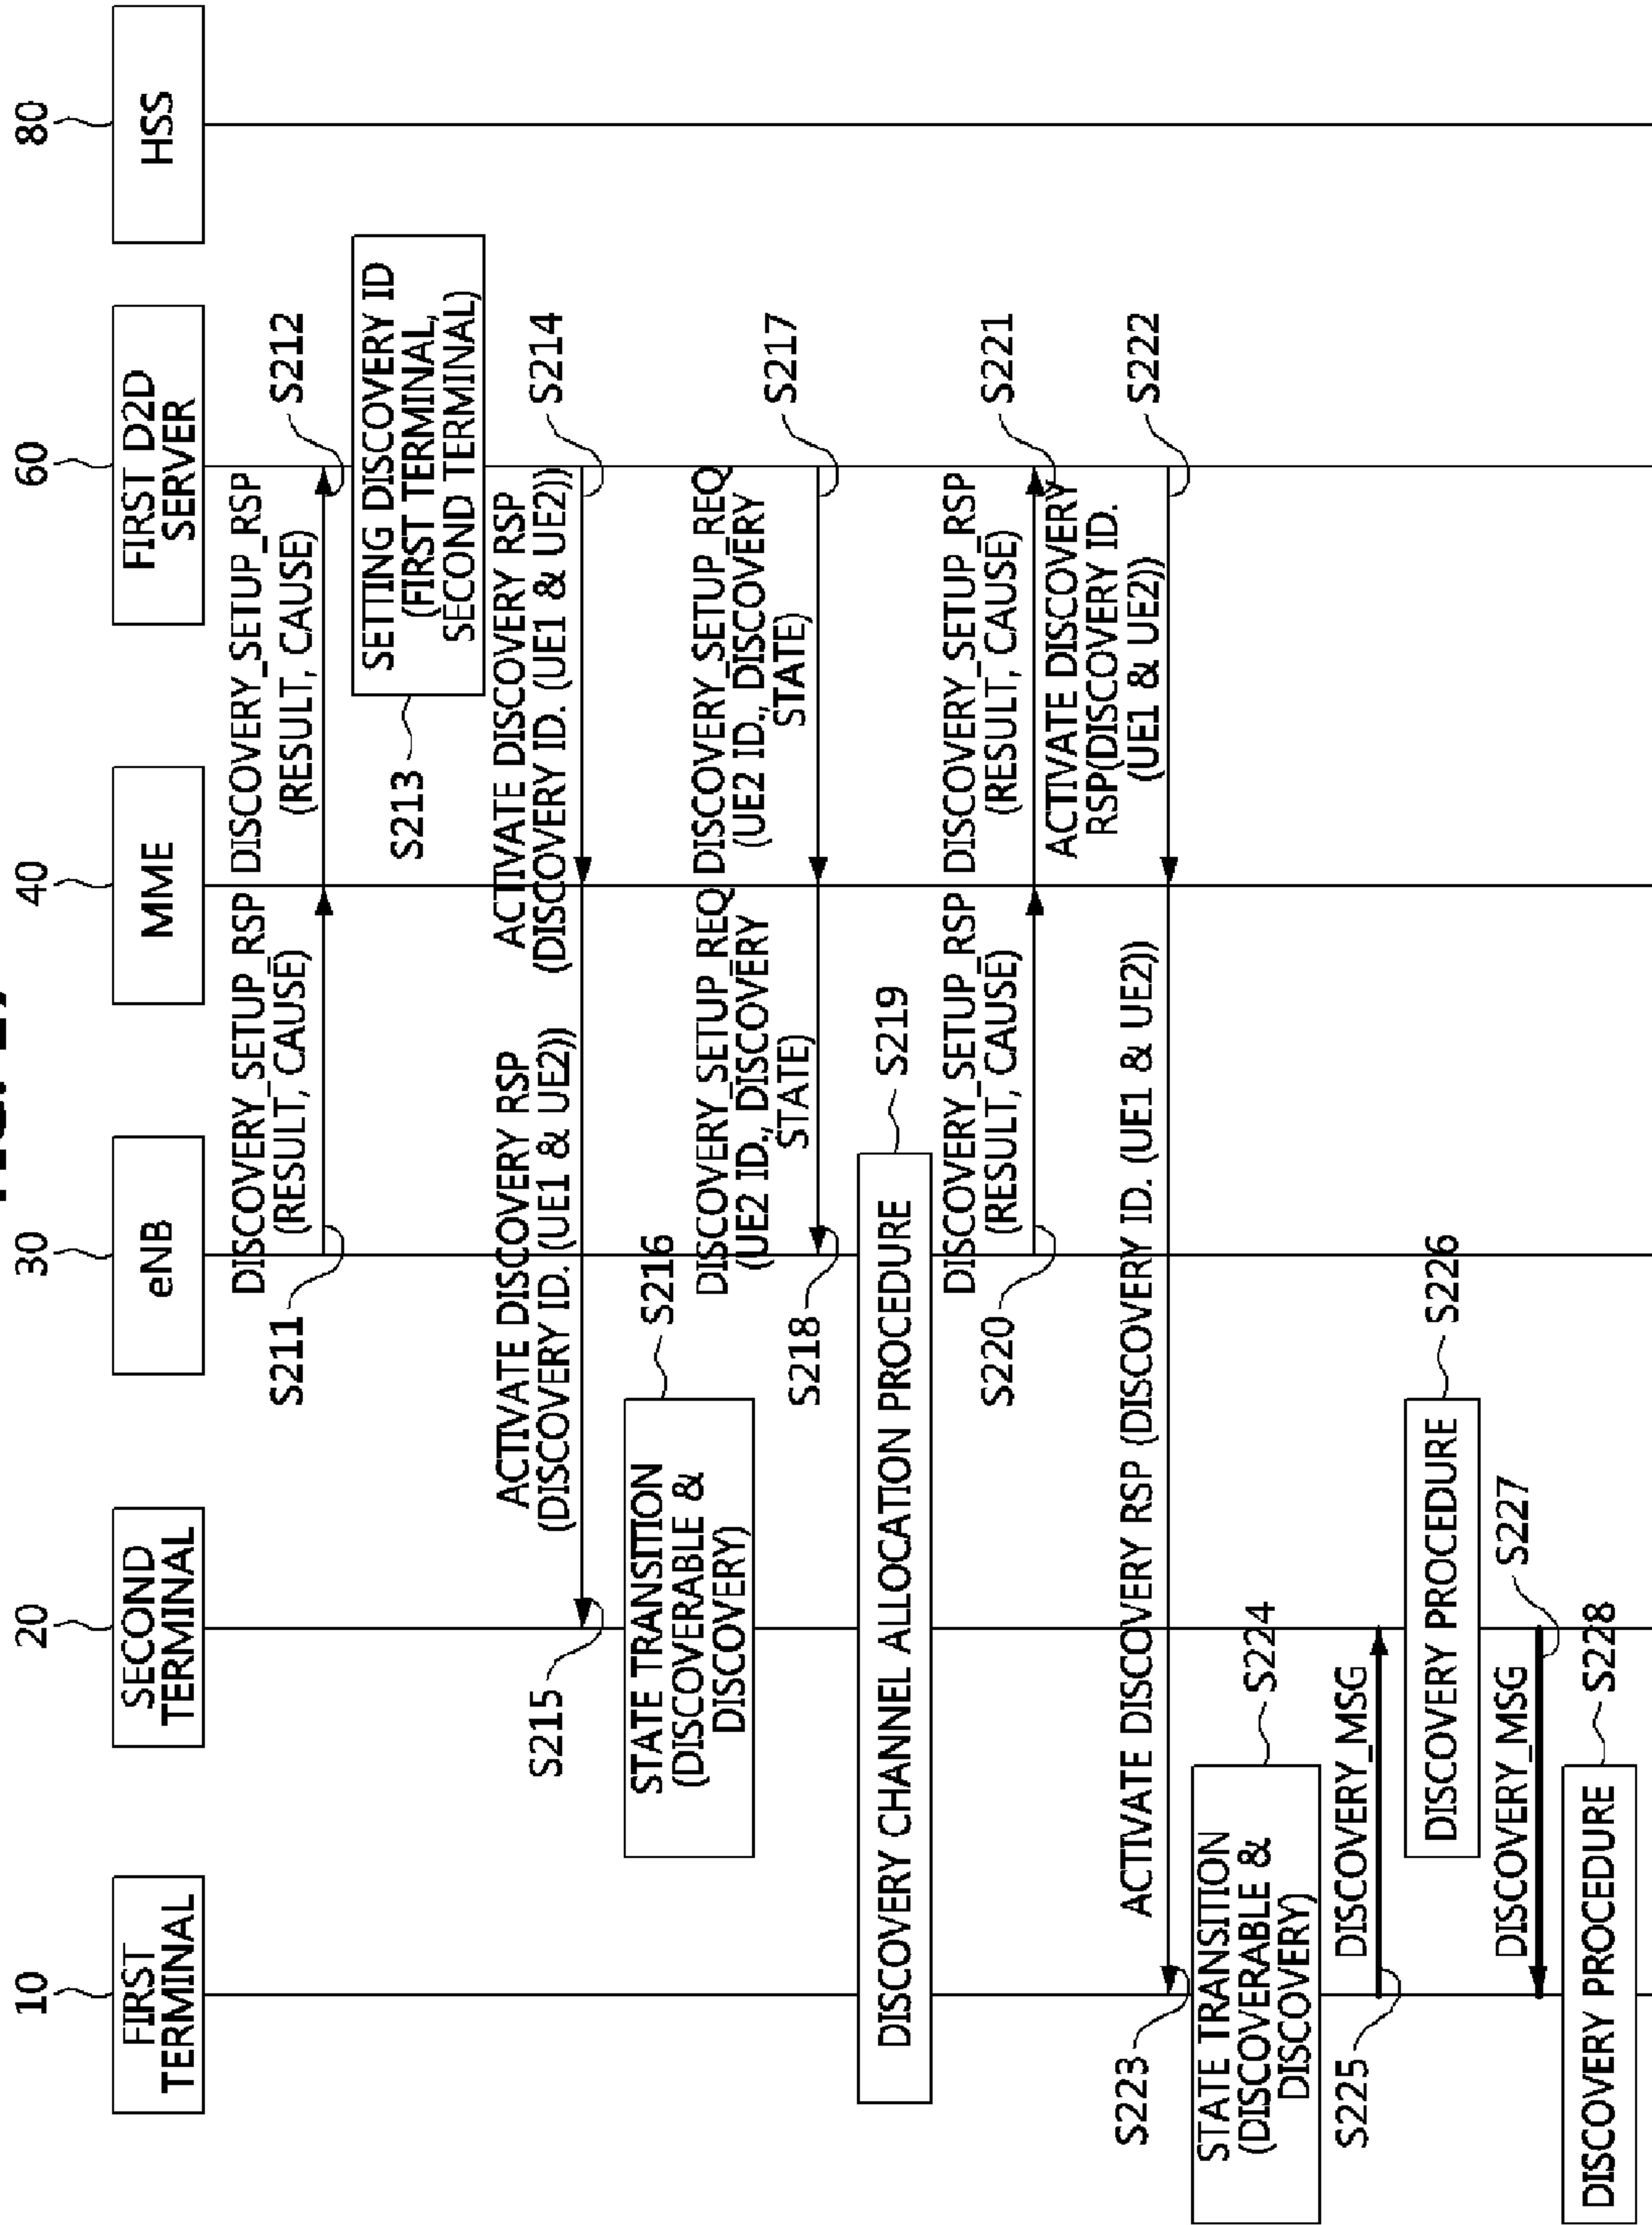 10
20
30
40
60
80
FIRST
TERMINAL
SECOND
TERMINAL
eNB
MME
FIRST D2D
SERVER
HSS
DISCOVERY_SETUP_RSP
(RESULT, CAUSE)
S211
DISCOVERY_SETUP_RSP
(RESULT, CAUSE)
S212
SETTING DISCOVERY ID
(FIRST TERMINAL,
SECOND TERMINAL)
S213
ACTIVATE DISCOVERY RSP
(DISCOVERY ID. (UE1 & UE2))
S214
ACTIVATE DISCOVERY RSP
(DISCOVERY ID. (UE1 & UE2))
S215
STATE TRANSITION
(DISCOVERABLE &
DISCOVERY)
S216
DISCOVERY_SETUP_REQ
(UE2 ID., DISCOVERY
STATE)
S217
DISCOVERY_SETUP_REQ
(UE2 ID., DISCOVERY
STATE)
S218
DISCOVERY CHANNEL ALLOCATION PROCEDURE
S219
DISCOVERY_SETUP_RSP
(RESULT, CAUSE)
S220
DISCOVERY_SETUP_RSP
(RESULT, CAUSE)
S221
ACTIVATE DISCOVERY
RSP(DISCOVERY ID.
(UE1 & UE2))
S222
ACTIVATE DISCOVERY RSP (DISCOVERY ID. (UE1 & UE2))
S223
STATE TRANSITION
(DISCOVERABLE &
DISCOVERY)
S224
DISCOVERY_MSG
S225
DISCOVERY PROCEDURE
S226
DISCOVERY_MSG
S227
DISCOVERY PROCEDURE
S228